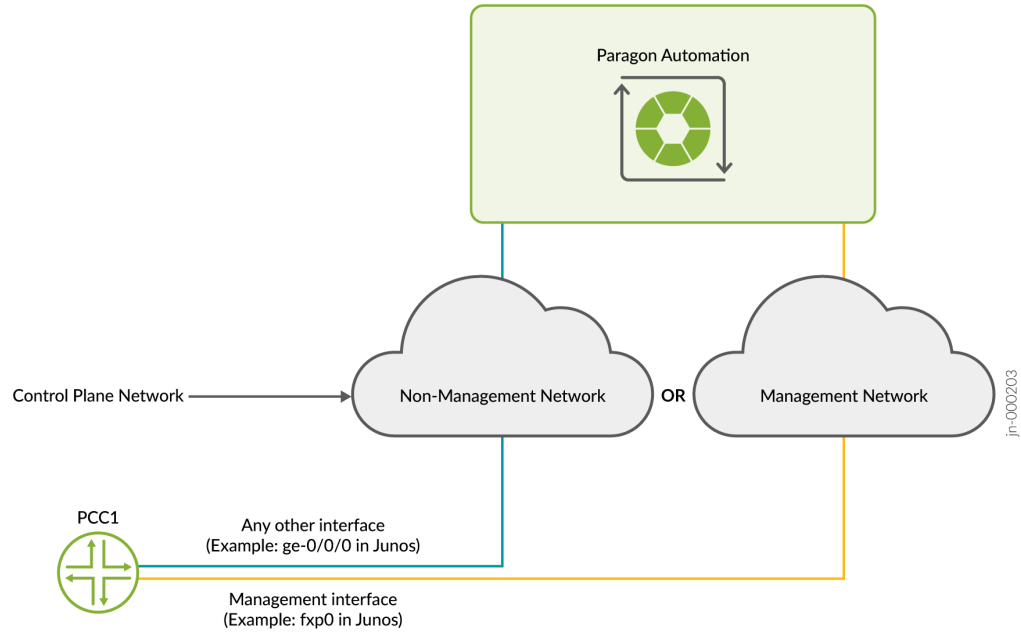 Paragon Automation
Control Plane Network
Non-Management Network
OR
Management Network
jn-000203
PCC1
Any other interface
(Example: ge-0/0/0 in Junos)
Management interface
(Example: fxp0 in Junos)